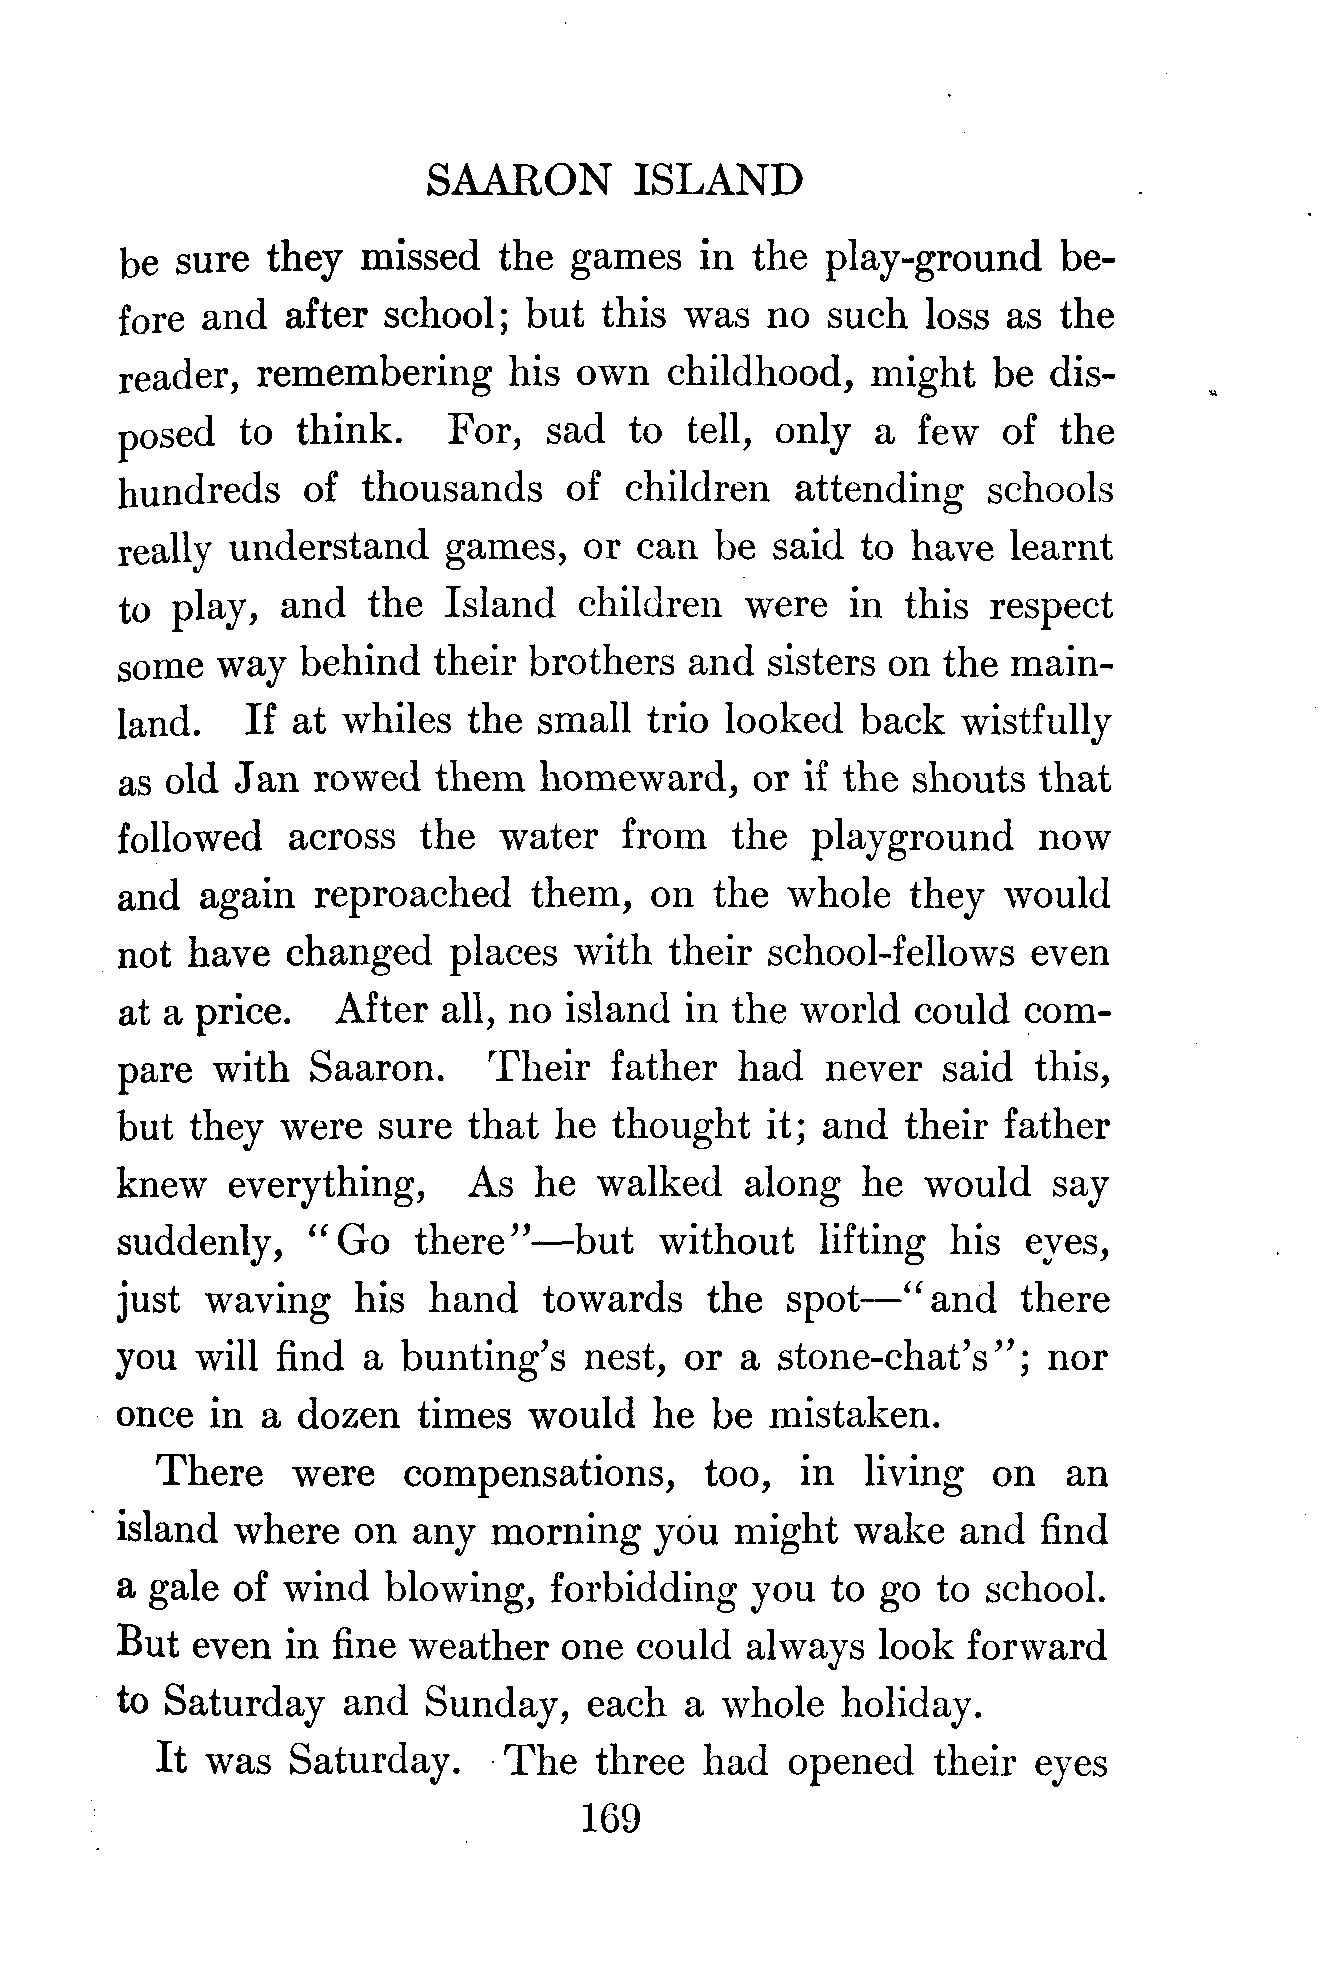 SAARON ISLAND
be sure they missed the games in the play-ground be-
fore and after school; but this was no such loss as the
reader, remembering his own childhood, might be dis-
posed to think. For, sad to tell, only a few of the
hundreds of thousands of children attending schools
really understand games, or can be said to have learnt
to play, and the Island children were in this respect
some way behind their brothers and sisters on the main-
land. If at whiles the small trio looked back wistfully
as old Jan rowed them homeward, or if the shouts that
followed across the water from the playground now
and again reproached them, on the whole they would
not have changed places with their school-fellows even
at a price. After all, no island in the world could com-
pare with Saaron. Their father had never said this,
but they were sure that he thought it; and their father
knew everything, As he walked along he would say
suddenly, "Go there"—but without lifting his eyes,
just waving his hand towards the spot—"and there
you will find a bunting's nest, or a stone-chat's"; nor
once in a dozen times would he be mistaken.
There were compensations, too, in living on an
island where on any morning you might wake and find
a gale of wind blowing, forbidding you to go to school.
But even in fine weather one could always look forward
to Saturday and Sunday, each a whole holiday.
It was Saturday. The three had opened their eyes
169